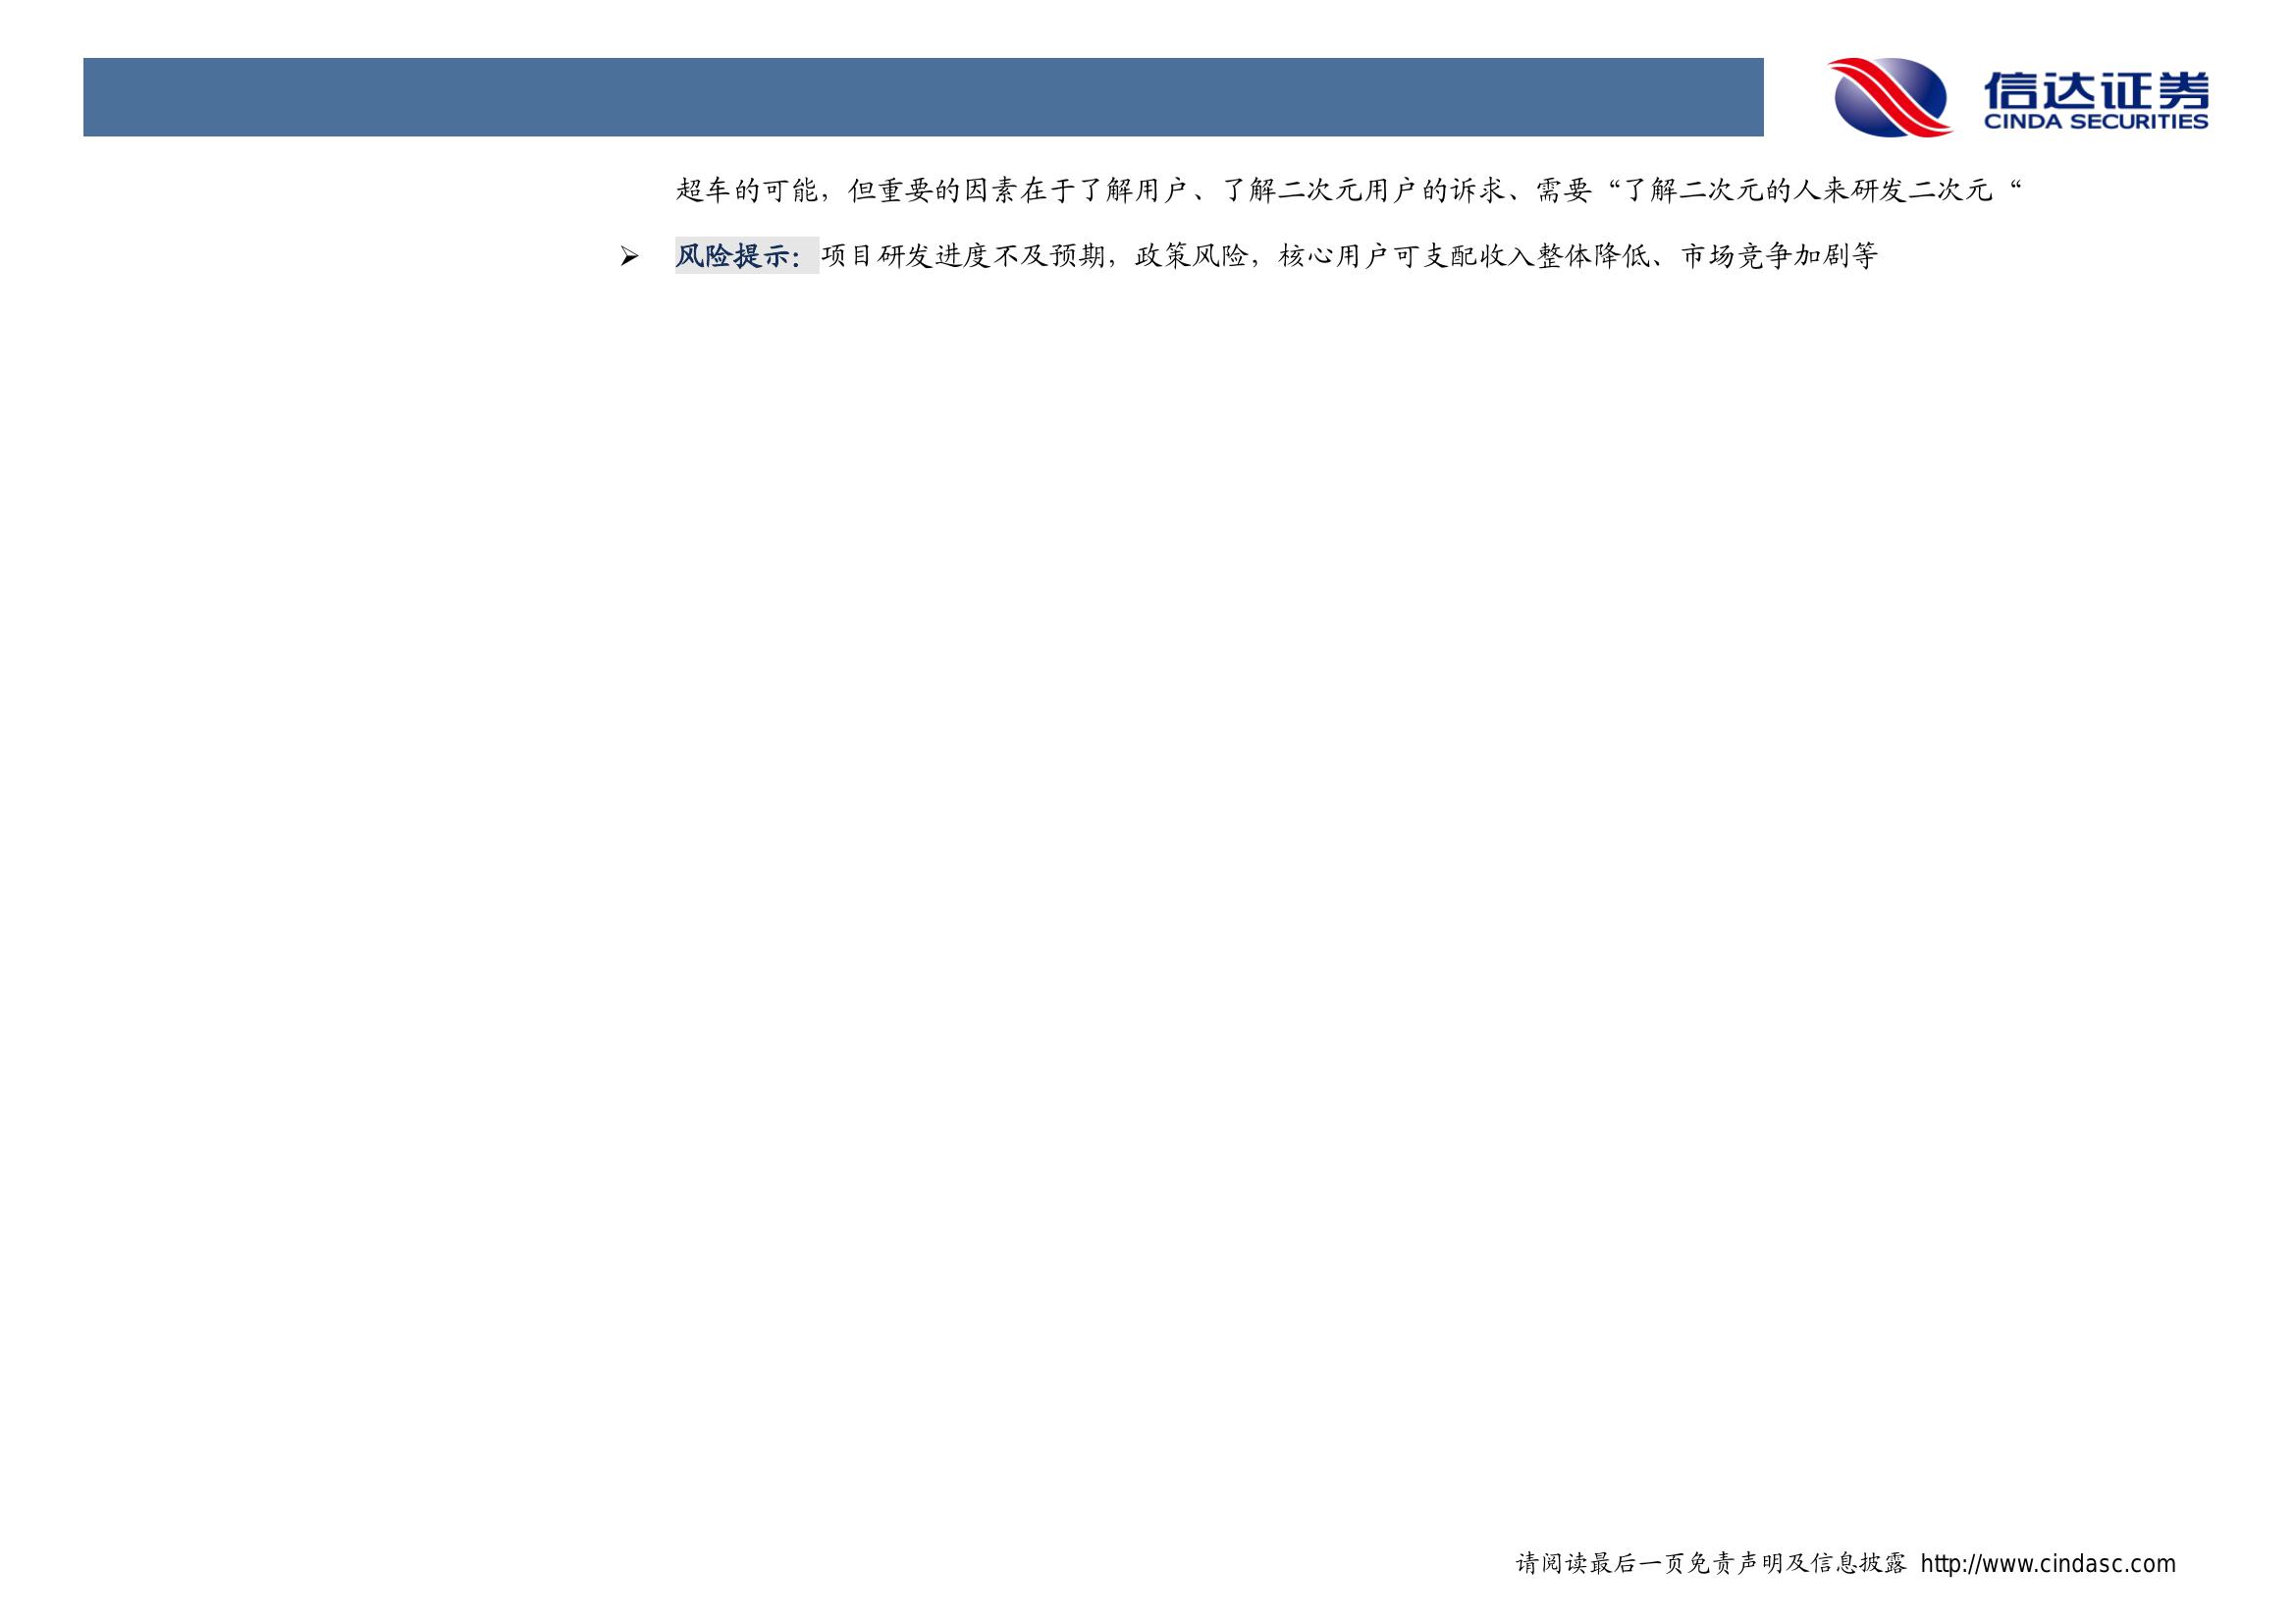 信达证券
CINDA SECURITIES
超车的可能，但重要的因素在于了解用户、了解二次元用户的诉求、需要“了解二次元的人来研发二次元“
➢ 风险提示：项目研发进度不及预期，政策风险，核心用户可支配收入整体降低、市场竞争加剧等
请阅读最后一页免责声明及信息披露 http://www.cindasc.com